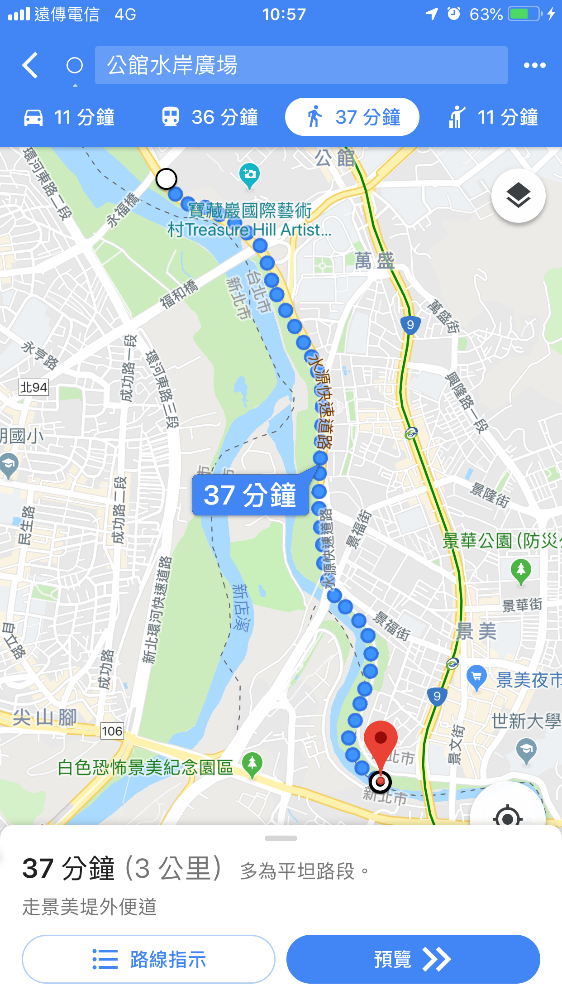 遠傳電信 4G 10:57 63%
公館水岸廣場
11 分鐘 36 分鐘 37 分鐘 11 分鐘
公館
環河東路二段
永福橋
寶藏巖國際藝術
村Treasure Hill Artist...
萬盛
台北市
新北市
福和橋
萬盛街
9
永亨路
成功路一段
環河東路三段
水源快速道路
興隆路一段
北94
朝國小
37 分鐘
景隆街
民生路
成功路二段
水源快速道路
景福街
景華公園 (防災公
新北環河快速道路
新店溪
景華街
景福街
景美
自立路
成功路
景美夜市
9
尖山腳
106
世新大學
景文街
白色恐怖景美紀念園區
北市
新北市
37 分鐘 (3 公里) 多為平坦路段。
走景美堤外便道
路線指示 預覽